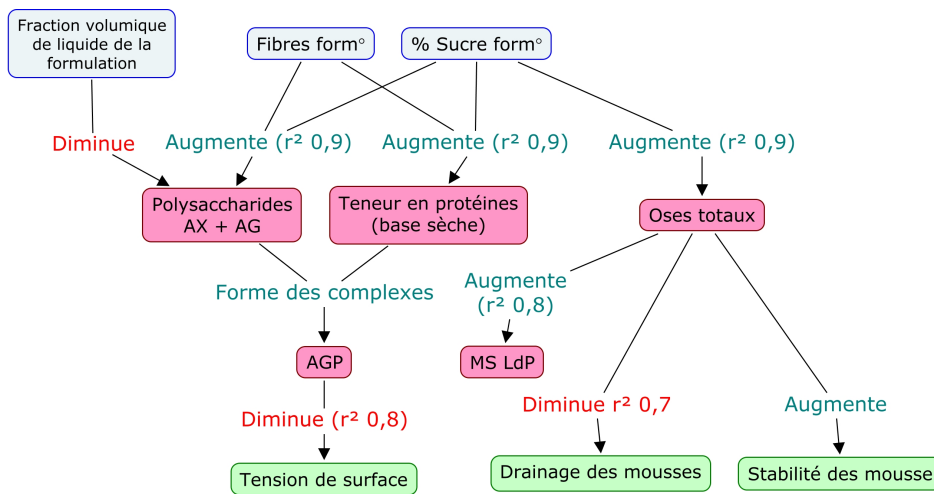 Fraction volumique
de liquide de la
formulation
Fibres form°
% Sucre form°
Diminue
Augmente (r² 0,9)
Augmente (r² 0,9)
Augmente (r² 0,9)
Polysaccharides
AX + AG
Teneur en protéines
(base sèche)
Oses totaux
Forme des complexes
Augmente
(r² 0,8)
AGP
MS LdP
Diminue (r² 0,8)
Diminue r² 0,7
Augmente
Tension de surface
Drainage des mousses
Stabilité des mousse